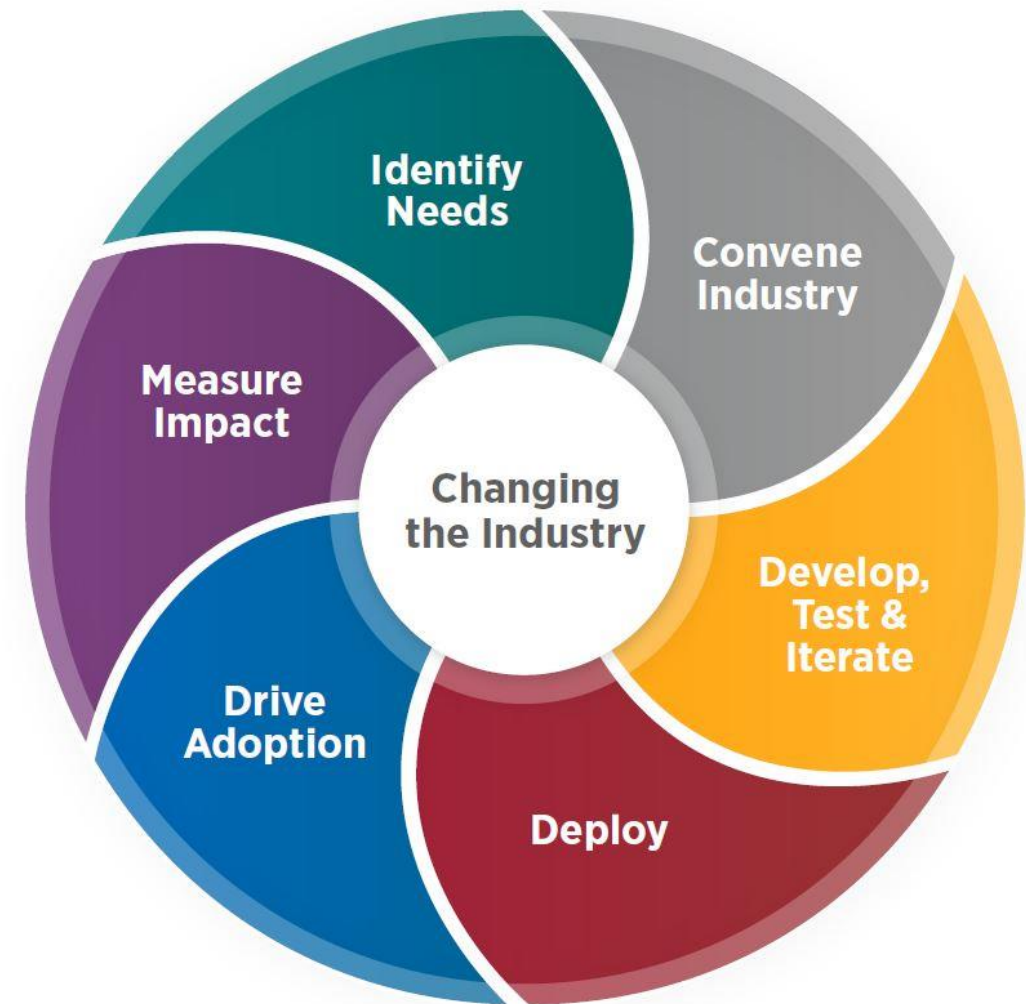 Identify
Needs
Convene
Industry
Develop,
Test &
Iterate
Deploy
Drive
Adoption
Measure
Impact
Changing
the Industry